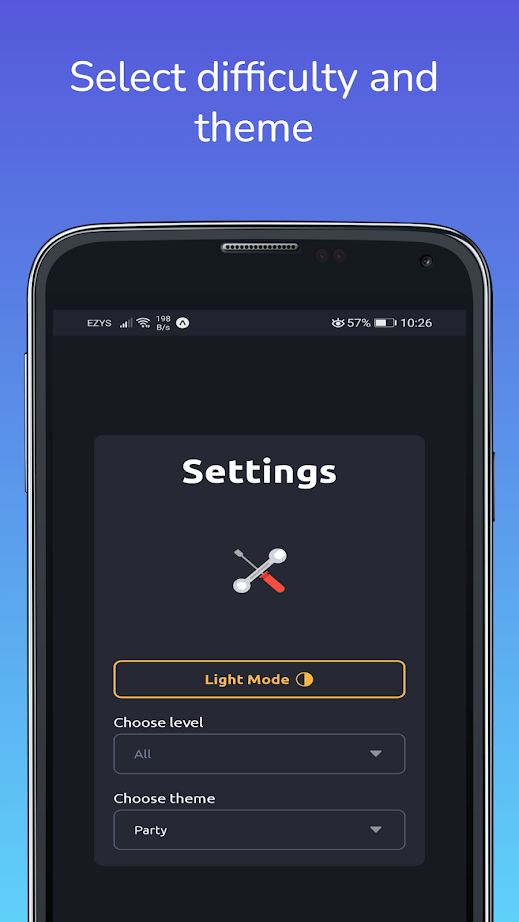 Select difficulty and
theme
EZYS 198 B/s 57% 10:26
Settings
Light Mode
Choose level
All
Choose theme
Party